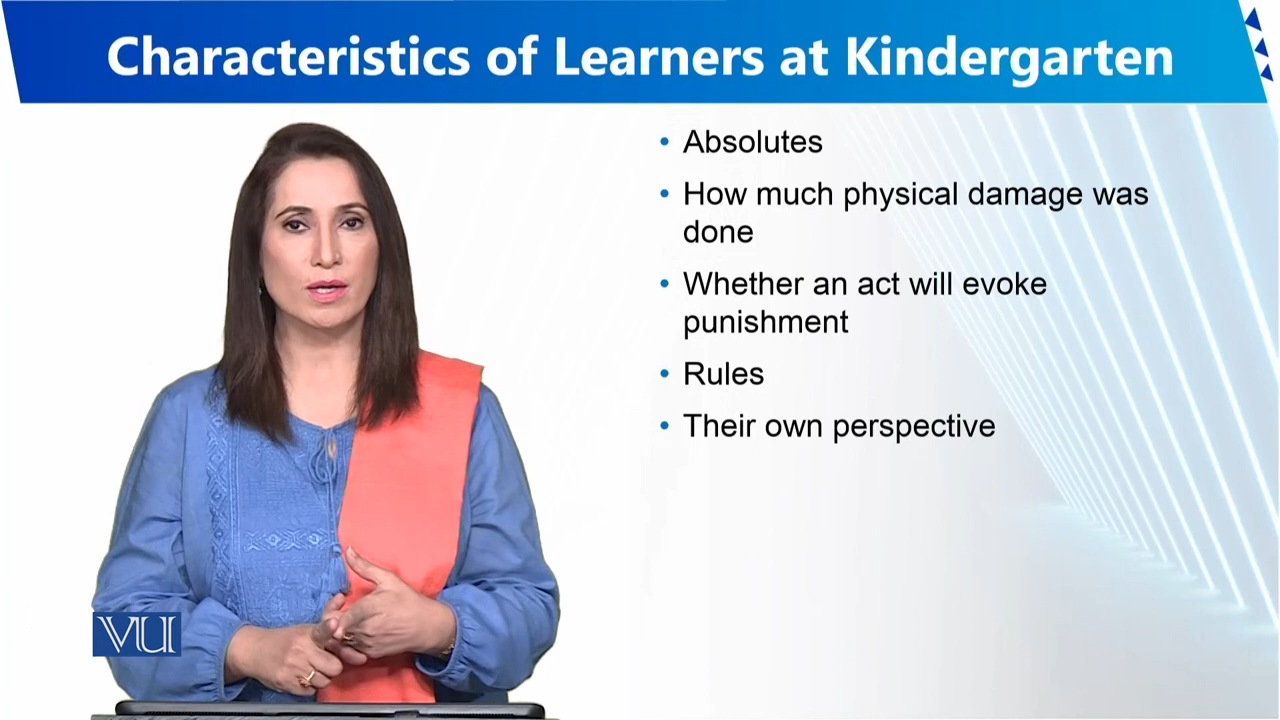 Characteristics of Learners at Kindergarten
• Absolutes
• How much physical damage was
done
• Whether an act will evoke
punishment
• Rules
• Their own perspective
VU